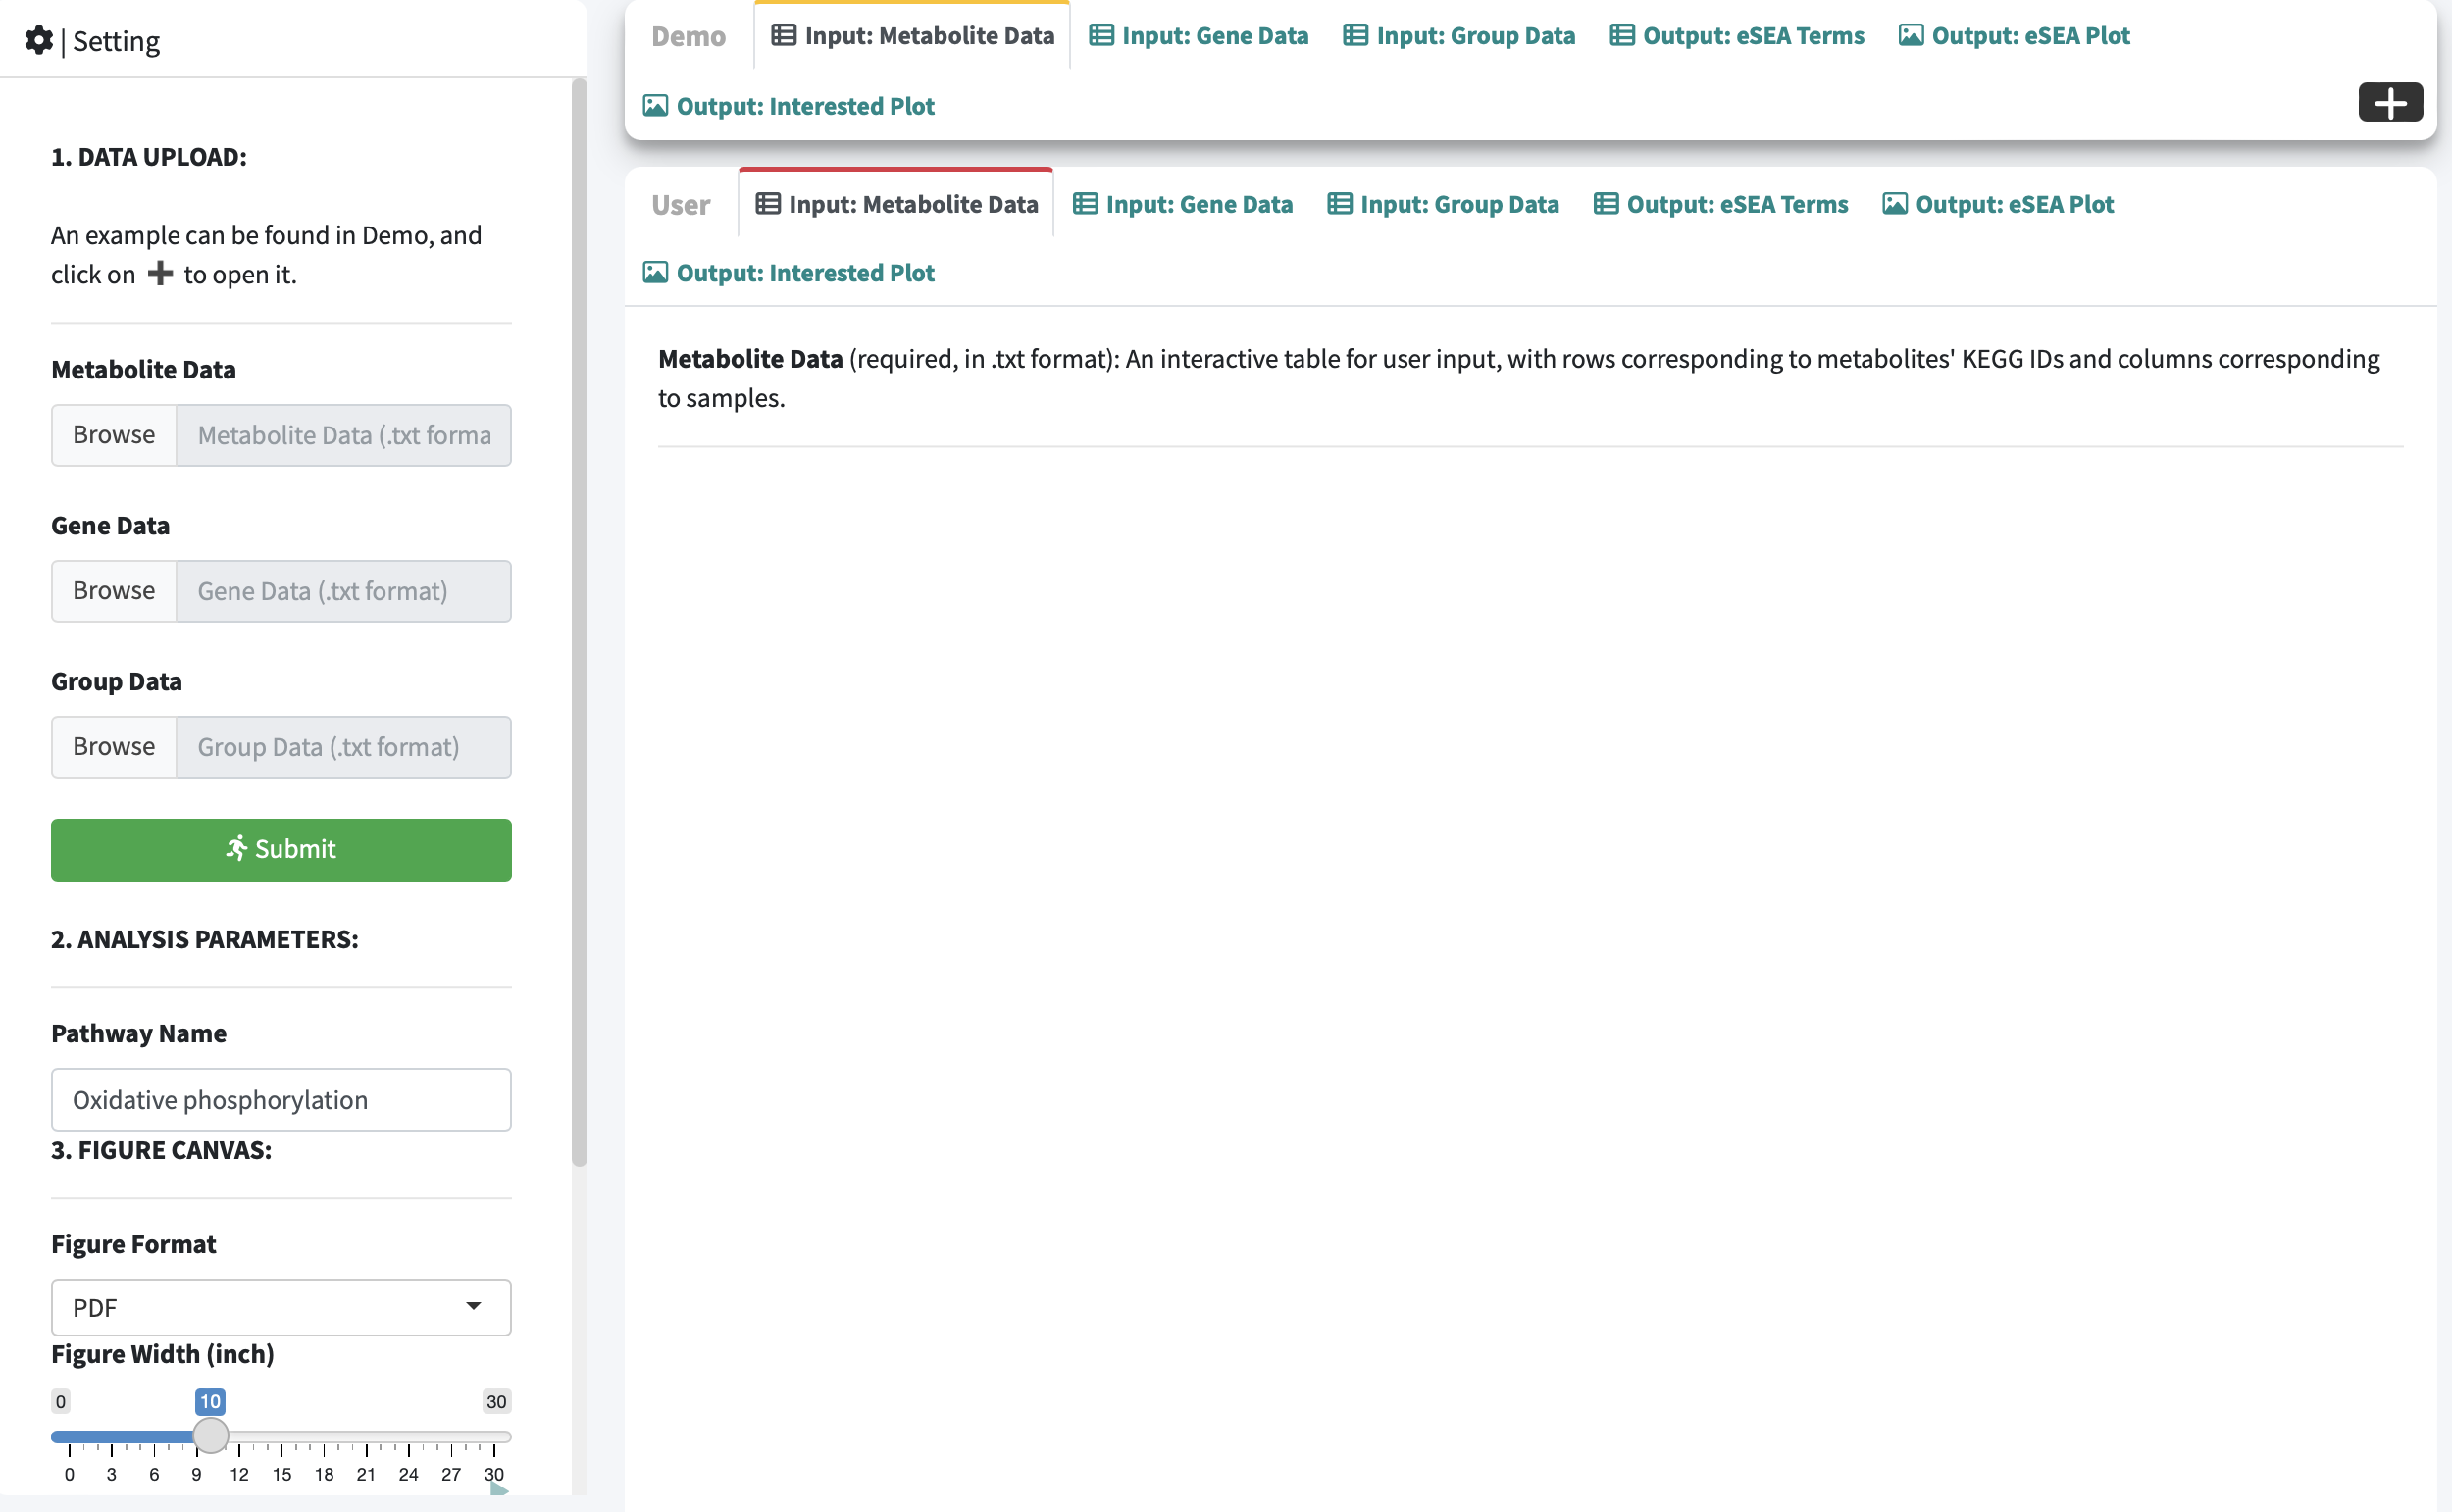 | Setting
1. DATA UPLOAD:
An example can be found in Demo, and
click on + to open it.
Metabolite Data
Browse Metabolite Data (.txt forma
Gene Data
Browse Gene Data (.txt format)
Group Data
Browse Group Data (.txt format)
Submit
2. ANALYSIS PARAMETERS:
Pathway Name
Oxidative phosphorylation
3. FIGURE CANVAS:
Figure Format
PDF
Figure Width (inch)
0 10 30
0 3 6 9 12 15 18 21 24 27 30
Demo Input: Metabolite Data Input: Gene Data Input: Group Data Output: eSEA Terms Output: eSEA Plot
Output: Interested Plot
User Input: Metabolite Data Input: Gene Data Input: Group Data Output: eSEA Terms Output: eSEA Plot
Output: Interested Plot
Metabolite Data (required, in .txt format): An interactive table for user input, with rows corresponding to metabolites' KEGG IDs and columns corresponding
to samples.